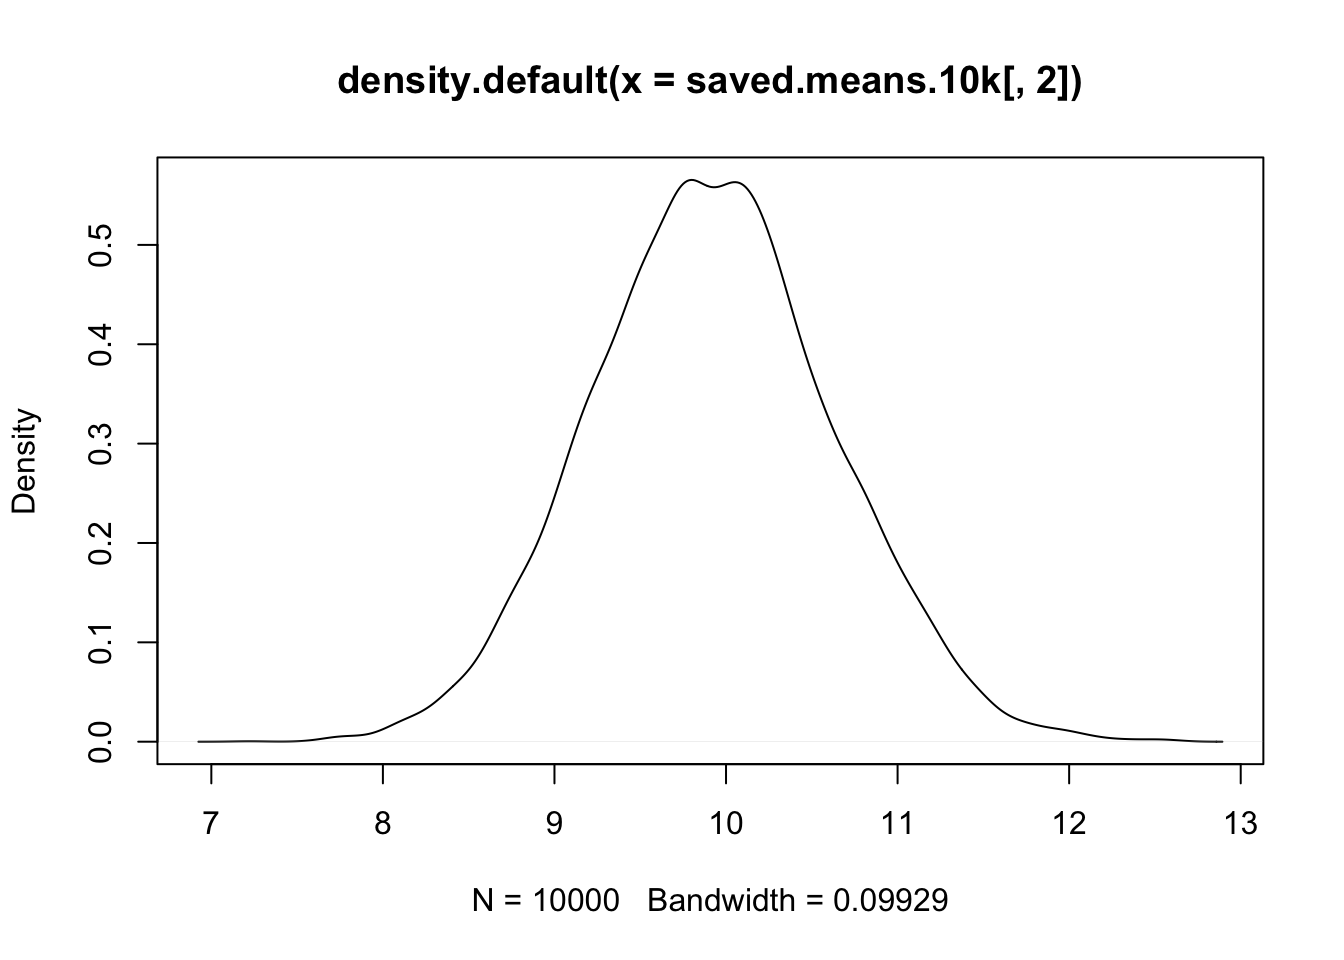 density.default(x = saved.means.10k[, 2])
Density
0.5
0.4
0.3
0.2
0.1
0.0
7 8 9 10 11 12 13
N = 10000   Bandwidth = 0.09929